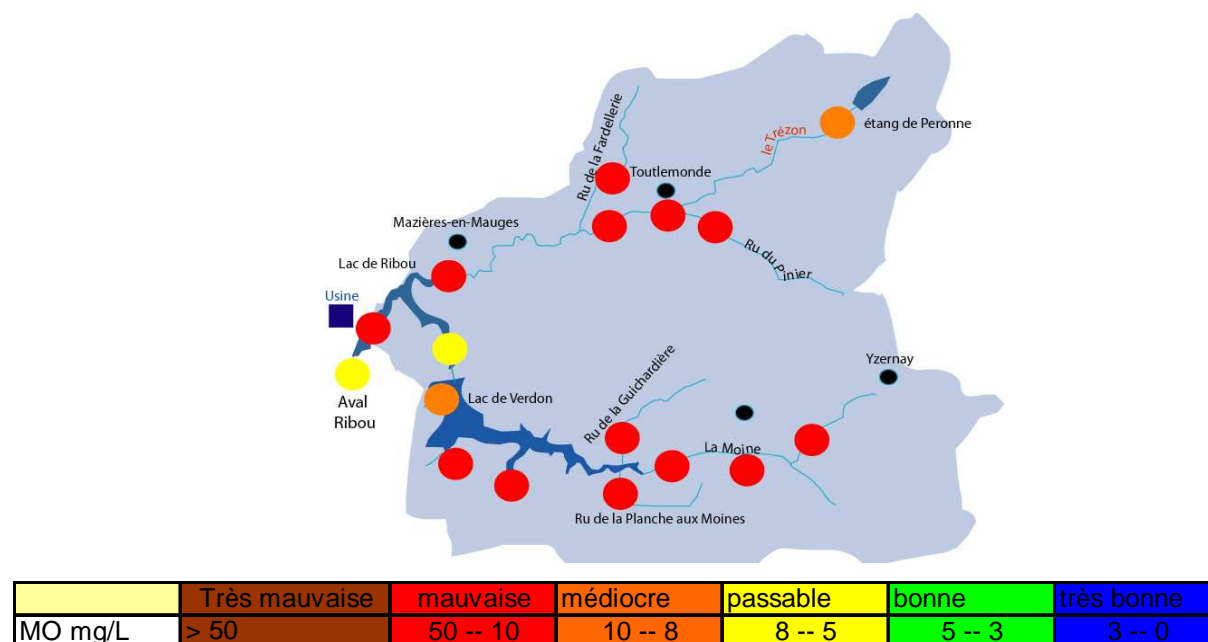 Ru de la Fardellerie
le Trézon
étang de Peronne
Toutlemonde
Mazières-en-Mauges
Ru du Pinier
Lac de Ribou
Usine
Aval
Ribou
Lac de Verdon
Ru de la Guichardière
Yzernay
La Moine
Ru de la Planche aux Moines
Très mauvaise mauvaise médiocre passable bonne très bonne
MO mg/L > 50 50 -- 10 10 -- 8 8 -- 5 5 -- 3 3 -- 0